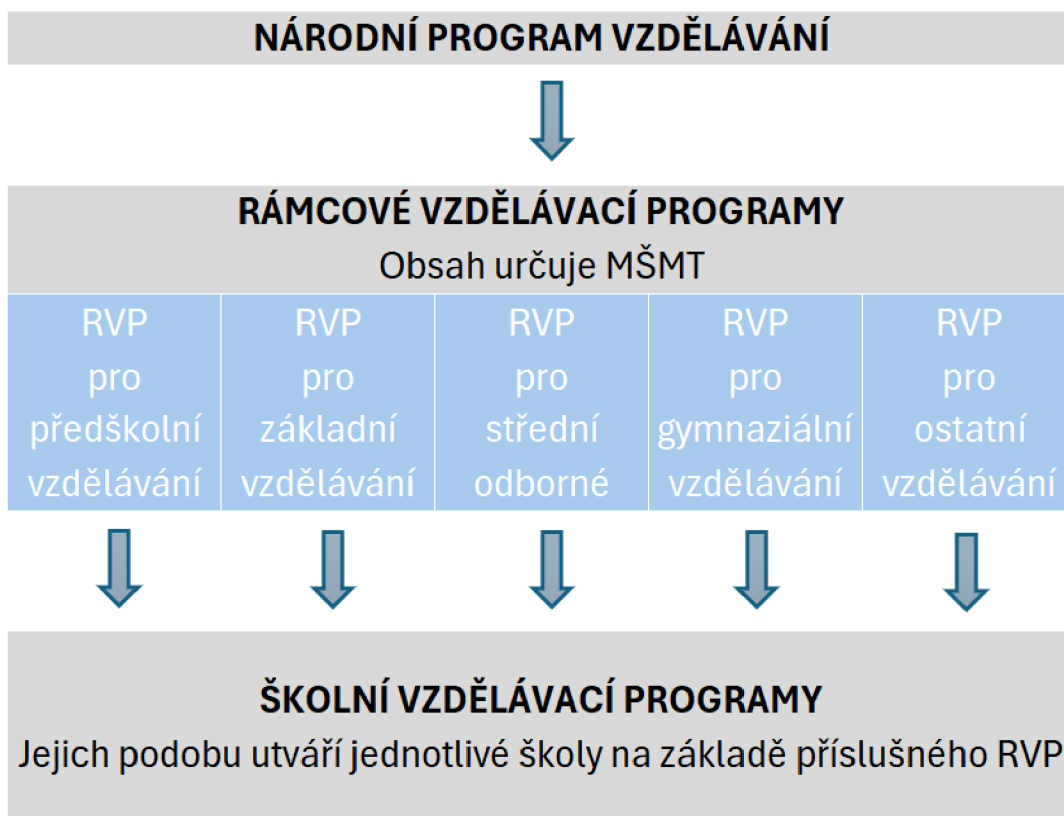 NÁRODNÍ PROGRAM VZDĚLÁVÁNÍ
RÁMCOVÉ VZDĚLÁVACÍ PROGRAMY
Obsah určuje MŠMT
RVP
pro
předškolní
vzdělávání
RVP
pro
základní
vzdělávání
RVP
pro
střední
odborné
RVP
pro
gymnaziální
vzdělávání
RVP
pro
ostatní
vzdělávání
ŠKOLNÍ VZDĚLÁVACÍ PROGRAMY
Jejich podobu utváří jednotlivé školy na základě příslušného RVP